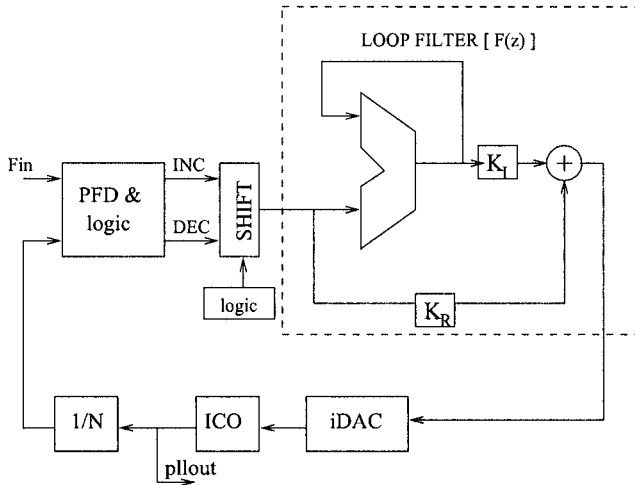 LOOP FILTER [ F(z) ]
Fin
PFD &
logic
INC
DEC
SHIFT
logic
K_I
+
K_R
1/N
ICO
iDAC
pllout